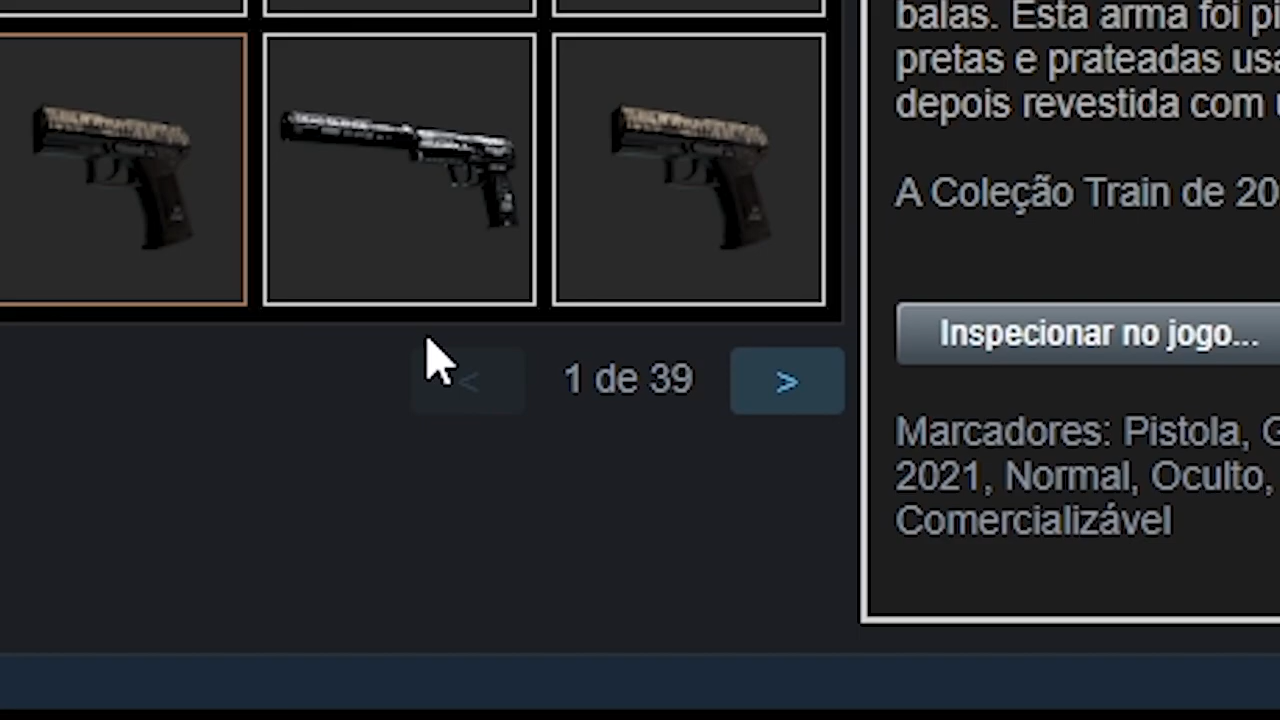 balas. Esta arma foi
pretas e prateadas
depois revestida com
A Coleção Train de
Inspecionar no jogo...
< 1 de 39 >
Marcadores: Pistola,
2021, Normal, Oculto,
Comercializável